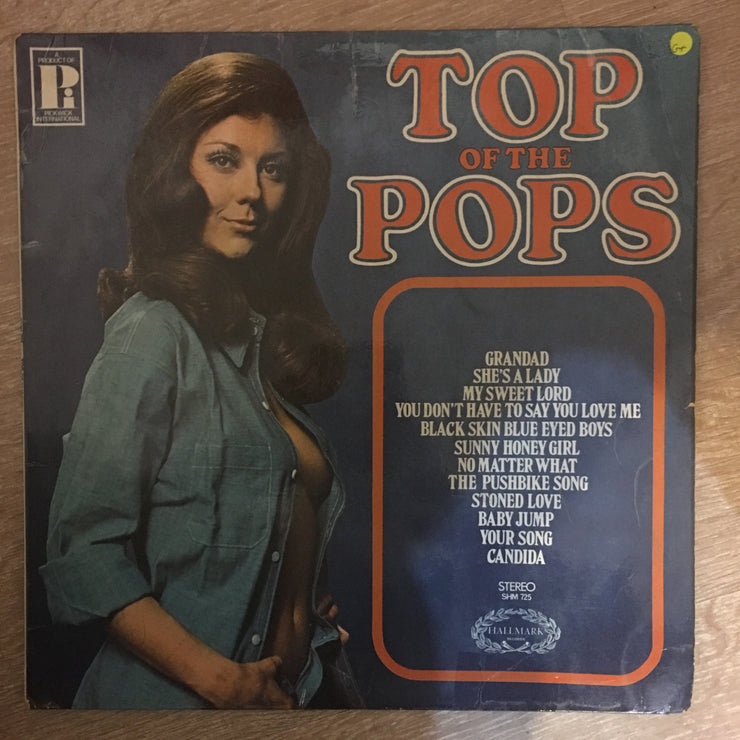 A
PRODUCT OF
Pi
PICKWICK
INTERNATIONAL
TOP
OF THE
POPS
GRANDAD
SHE'S A LADY
MY SWEET LORD
YOU DON'T HAVE TO SAY YOU LOVE ME
BLACK SKIN BLUE EYED BOYS
SUNNY HONEY GIRL
NO MATTER WHAT
THE PUSHBIKE SONG
STONED LOVE
BABY JUMP
YOUR SONG
CANDIDA
STEREO
SHM 725
HALLMARK